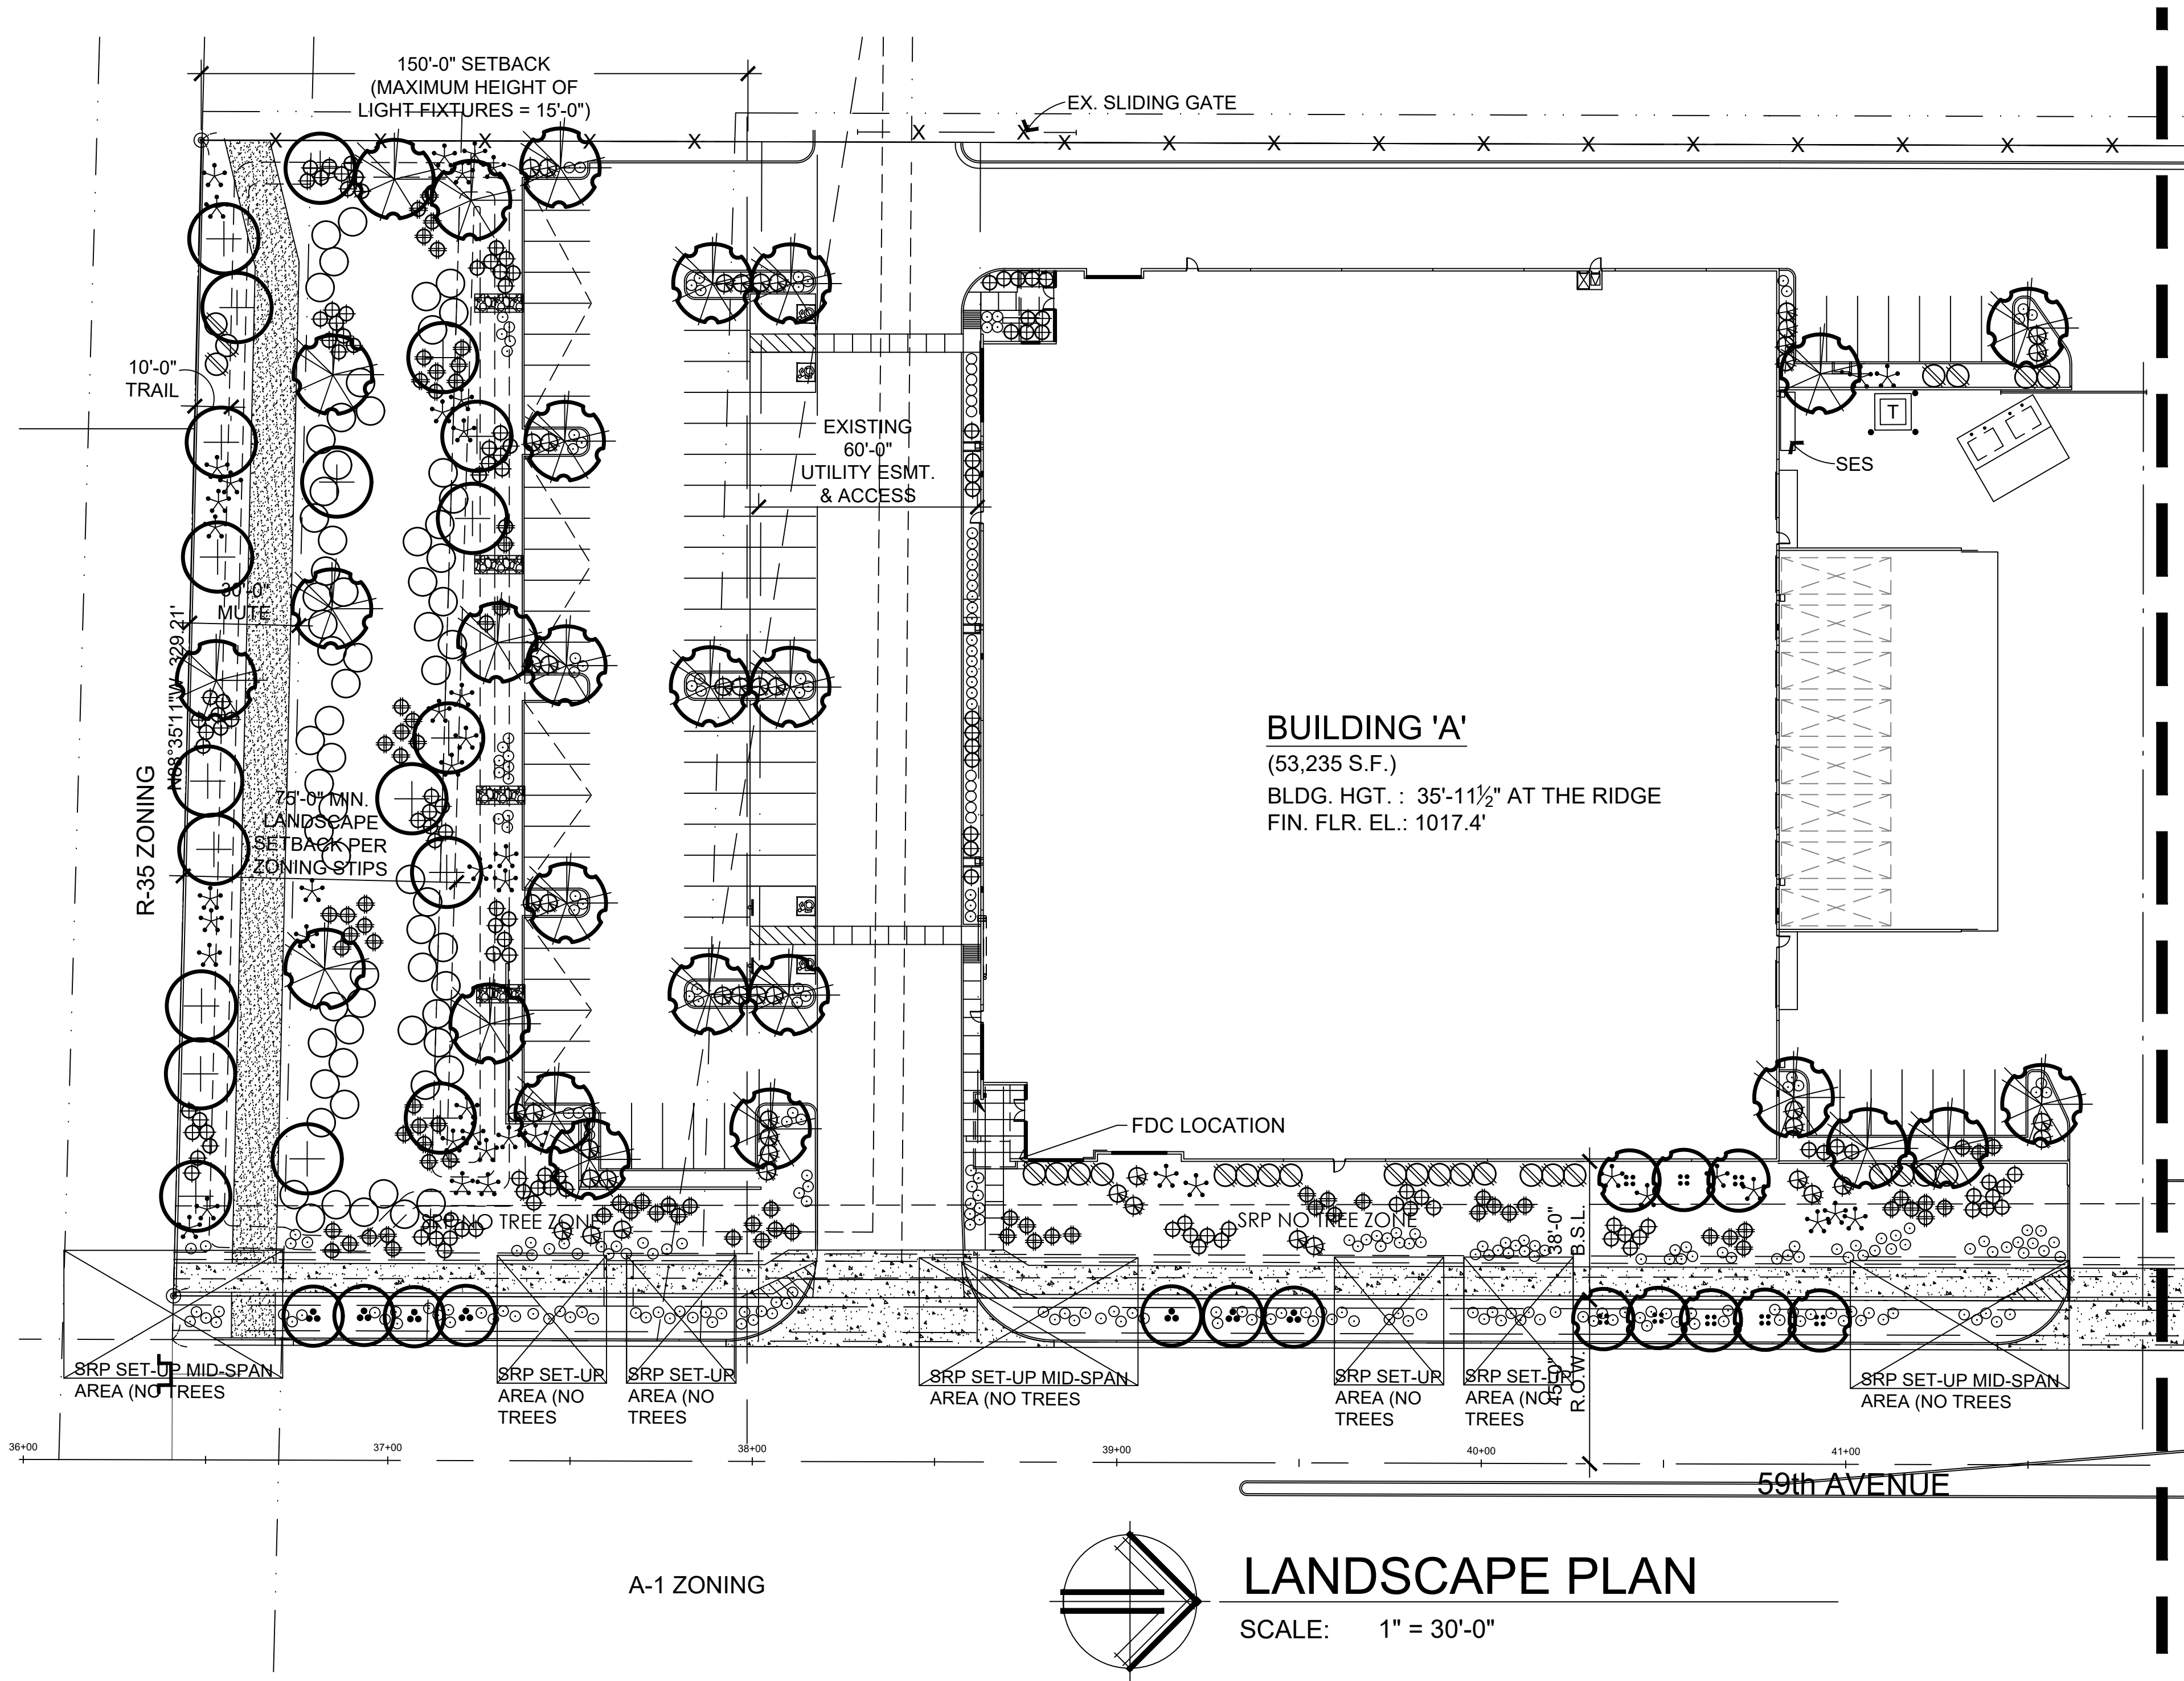 150'-0" SETBACK
(MAXIMUM HEIGHT OF
LIGHT FIXTURES = 15'-0")
EX. SLIDING GATE
10'-0"
TRAIL
EXISTING
60'-0"
UTILITY ESMT.
& ACCESS
T
SES
30'-0"
MUTE
N88°35'11"W 329.21'
R-35 ZONING
75'-0" MIN.
LANDSCAPE
SETBACK PER
ZONING STIPS
BUILDING 'A'
(53,235 S.F.)
BLDG. HGT. : 35'-11½" AT THE RIDGE
FIN. FLR. EL.: 1017.4'
FDC LOCATION
SRP NO TREE ZONE
SRP NO TREE ZONE
38'-0"
B.S.L.
45'-0"
R.O.W.
SRP SET-UP MID-SPAN
AREA (NO TREES
SRP SET-UP
AREA (NO
TREES
SRP SET-UP
AREA (NO
TREES
SRP SET-UP MID-SPAN
AREA (NO TREES
SRP SET-UP
AREA (NO
TREES
SRP SET-UP
AREA (NO
TREES
SRP SET-UP MID-SPAN
AREA (NO TREES
36+00
37+00
38+00
39+00
40+00
41+00
59th AVENUE
A-1 ZONING
LANDSCAPE PLAN
SCALE: 1" = 30'-0"